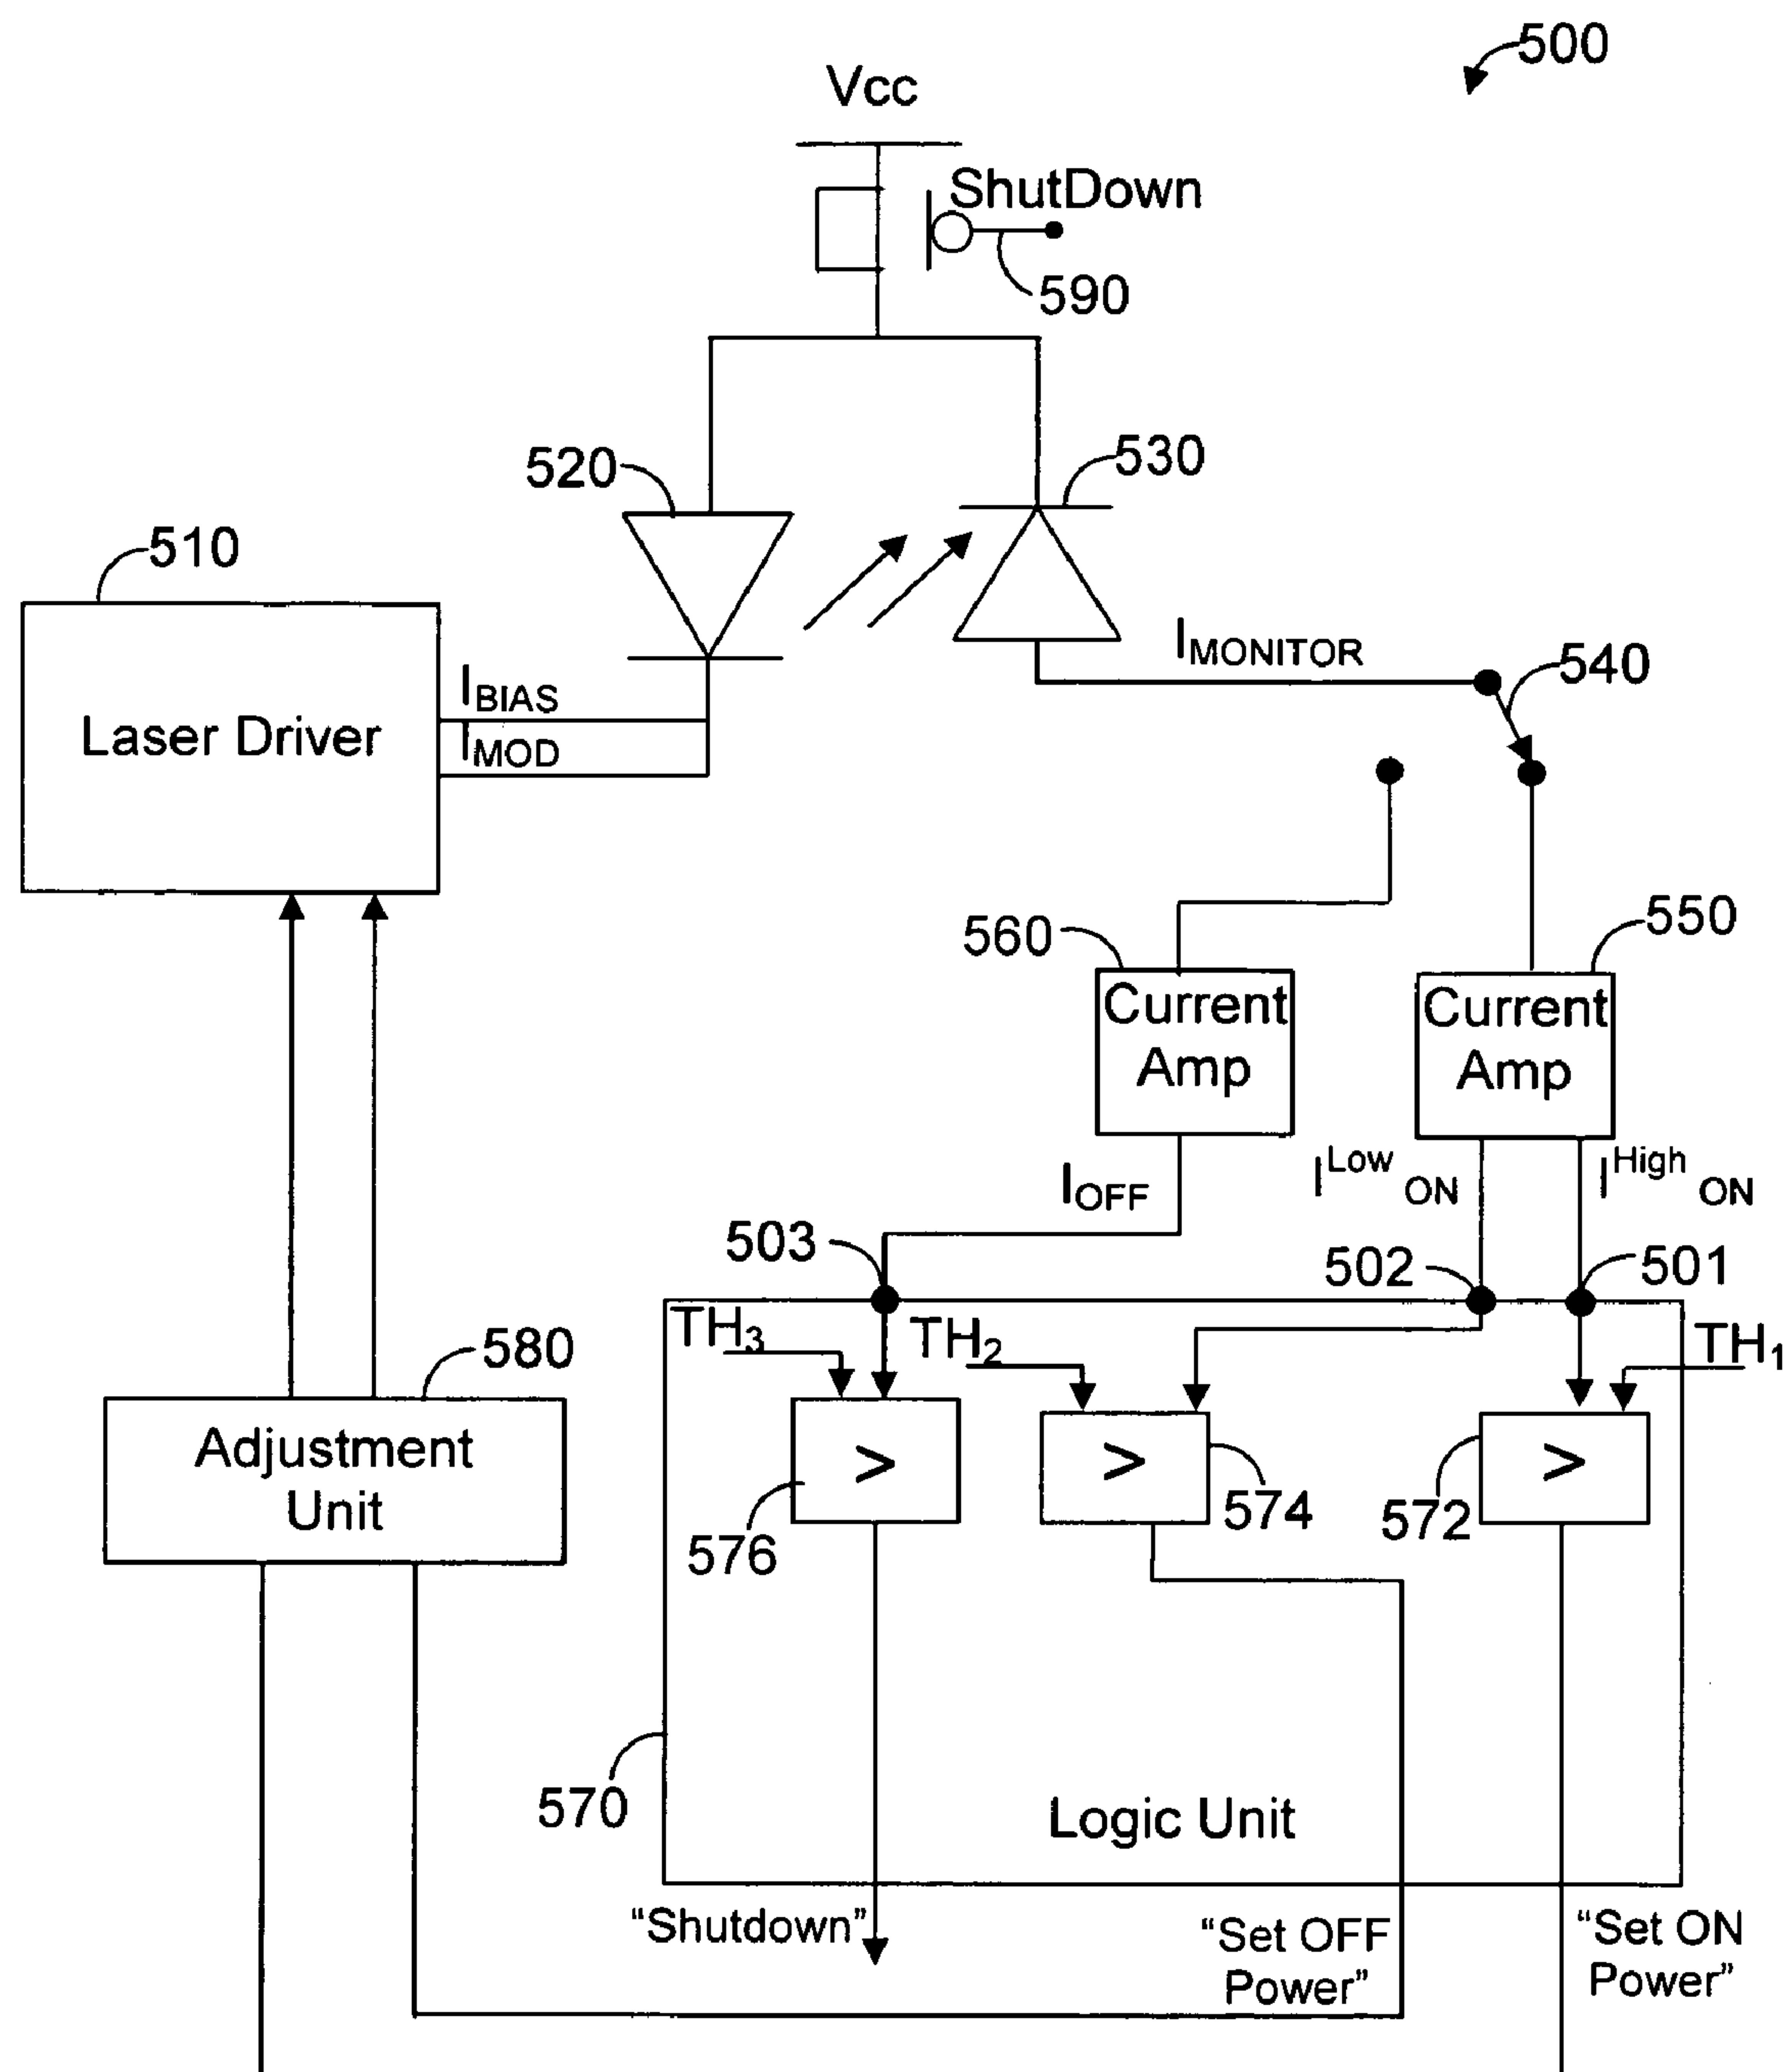 500
Vcc
ShutDown
590
520
530
510
IMONITOR
540
IBIAS
Laser Driver
IMOD
560
550
Current
Amp
Current
Amp
IOFF
I^Low ON
I^High ON
503
502
501
TH3
TH2
TH1
580
Adjustment
Unit
>
>
>
576
574
572
570
Logic Unit
“Shutdown”
“Set OFF
Power”
“Set ON
Power”